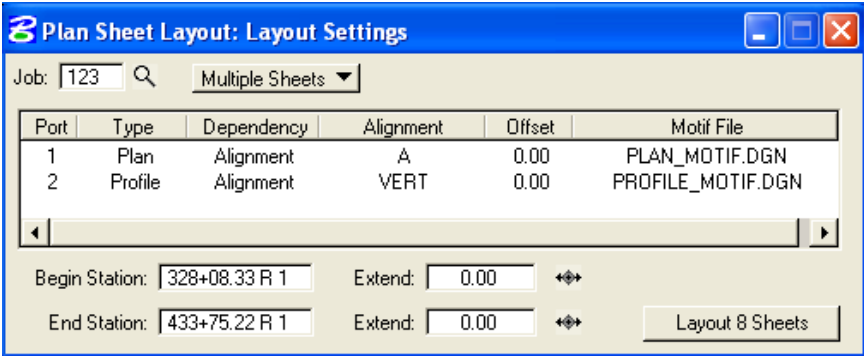 Plan Sheet Layout: Layout Settings
Job: 123 Multiple Sheets
Port Type Dependency Alignment Offset Motif File
1 Plan Alignment A 0.00 PLAN_MOTIF.DGN
2 Profile Alignment VERT 0.00 PROFILE_MOTIF.DGN
Begin Station: 328+08.33 R 1 Extend: 0.00
End Station: 433+75.22 R 1 Extend: 0.00 Layout 8 Sheets